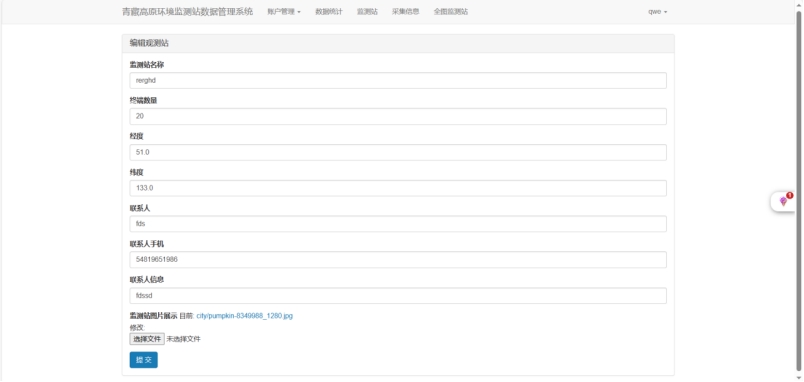 青藏高原环境监测站数据管理系统 账户管理 数据统计 监测站 采集信息 全图监测站 qwe
编辑观测站
监测站名称
rerghd
终端数量
20
经度
51.0
纬度
133.0
联系人
fds
联系人手机
54819651986
联系人信息
fdssd
监测站图片展示 目前: city/pumpkin-8349988_1280.jpg
修改:
选择文件 未选择文件
提 交
1